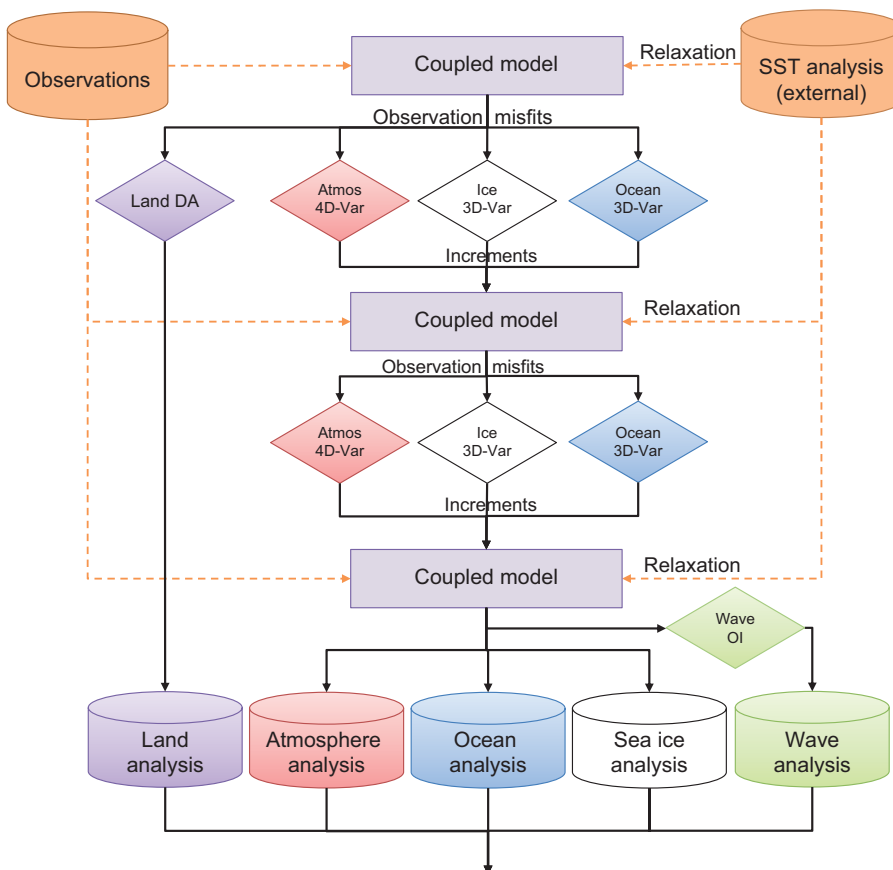 Observations
Coupled model
Relaxation
SST analysis
(external)
Observation misfits
Land DA
Atmos
4D-Var
Ice
3D-Var
Ocean
3D-Var
Increments
Coupled model
Relaxation
Observation misfits
Atmos
4D-Var
Ice
3D-Var
Ocean
3D-Var
Increments
Coupled model
Relaxation
Wave
OI
Land
analysis
Atmosphere
analysis
Ocean
analysis
Sea ice
analysis
Wave
analysis